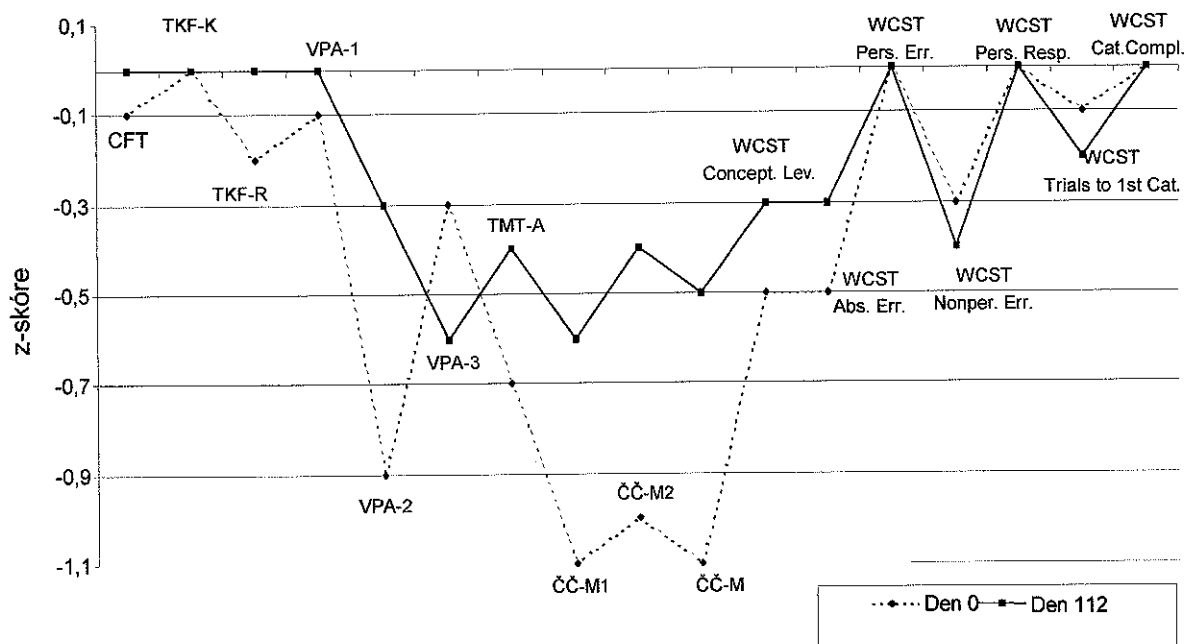 0,1
-0,1
-0,3
-0,5
-0,7
-0,9
-1,1
z-skóre
CFT
TKF-K
TKF-R
VPA-1
VPA-2
VPA-3
TMT-A
ČČ-M1
ČČ-M2
ČČ-M
WCST
Concept. Lev.
WCST
Abs. Err.
WCST
Pers. Err.
WCST
Nonper. Err.
WCST
Pers. Resp.
WCST
Trials to 1st Cat.
WCST
Cat.Compl.
Den 0
Den 112